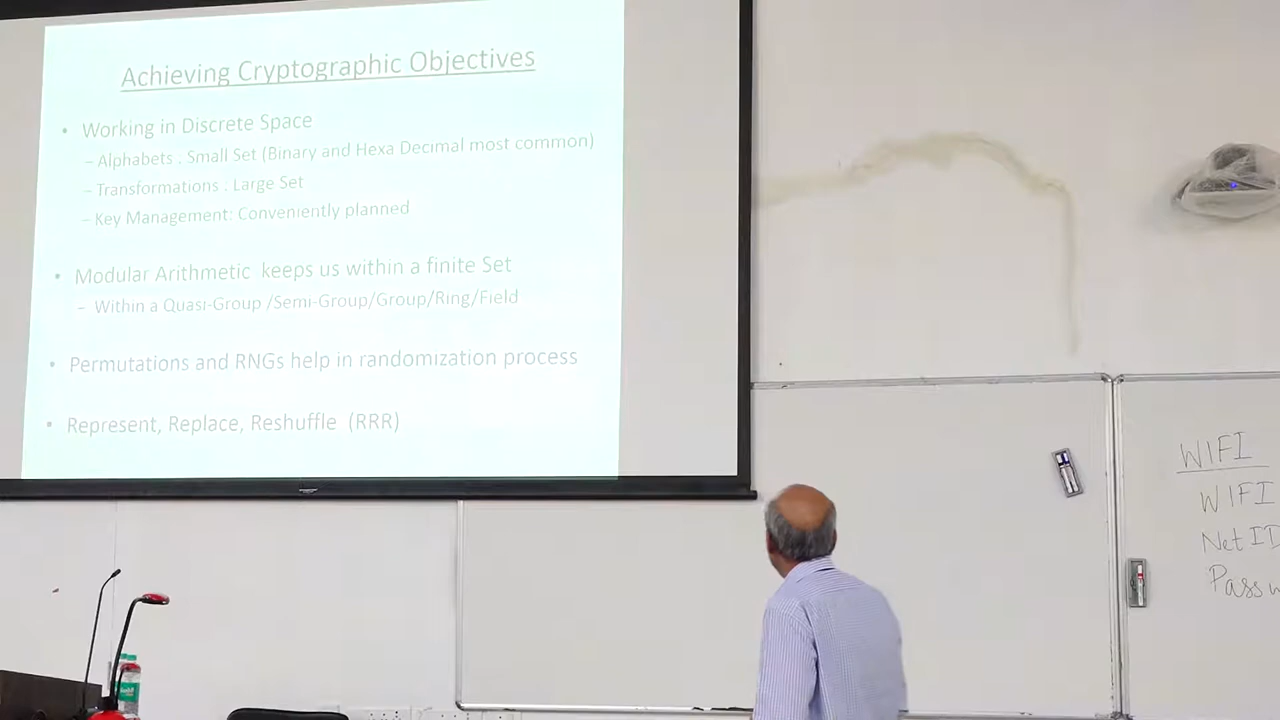 Achieving Cryptographic Objectives
• Working in Discrete Space
– Alphabets : Small Set (Binary and Hexa Decimal most common)
– Transformations : Large Set
– Key Management: Conveniently planned
• Modular Arithmetic keeps us within a finite Set
– Within a Quasi-Group /Semi-Group/Group/Ring/Field
• Permutations and RNGs help in randomization process
• Represent, Replace, Reshuffle (RRR)
WIFI
WIFI
Net ID
Passw